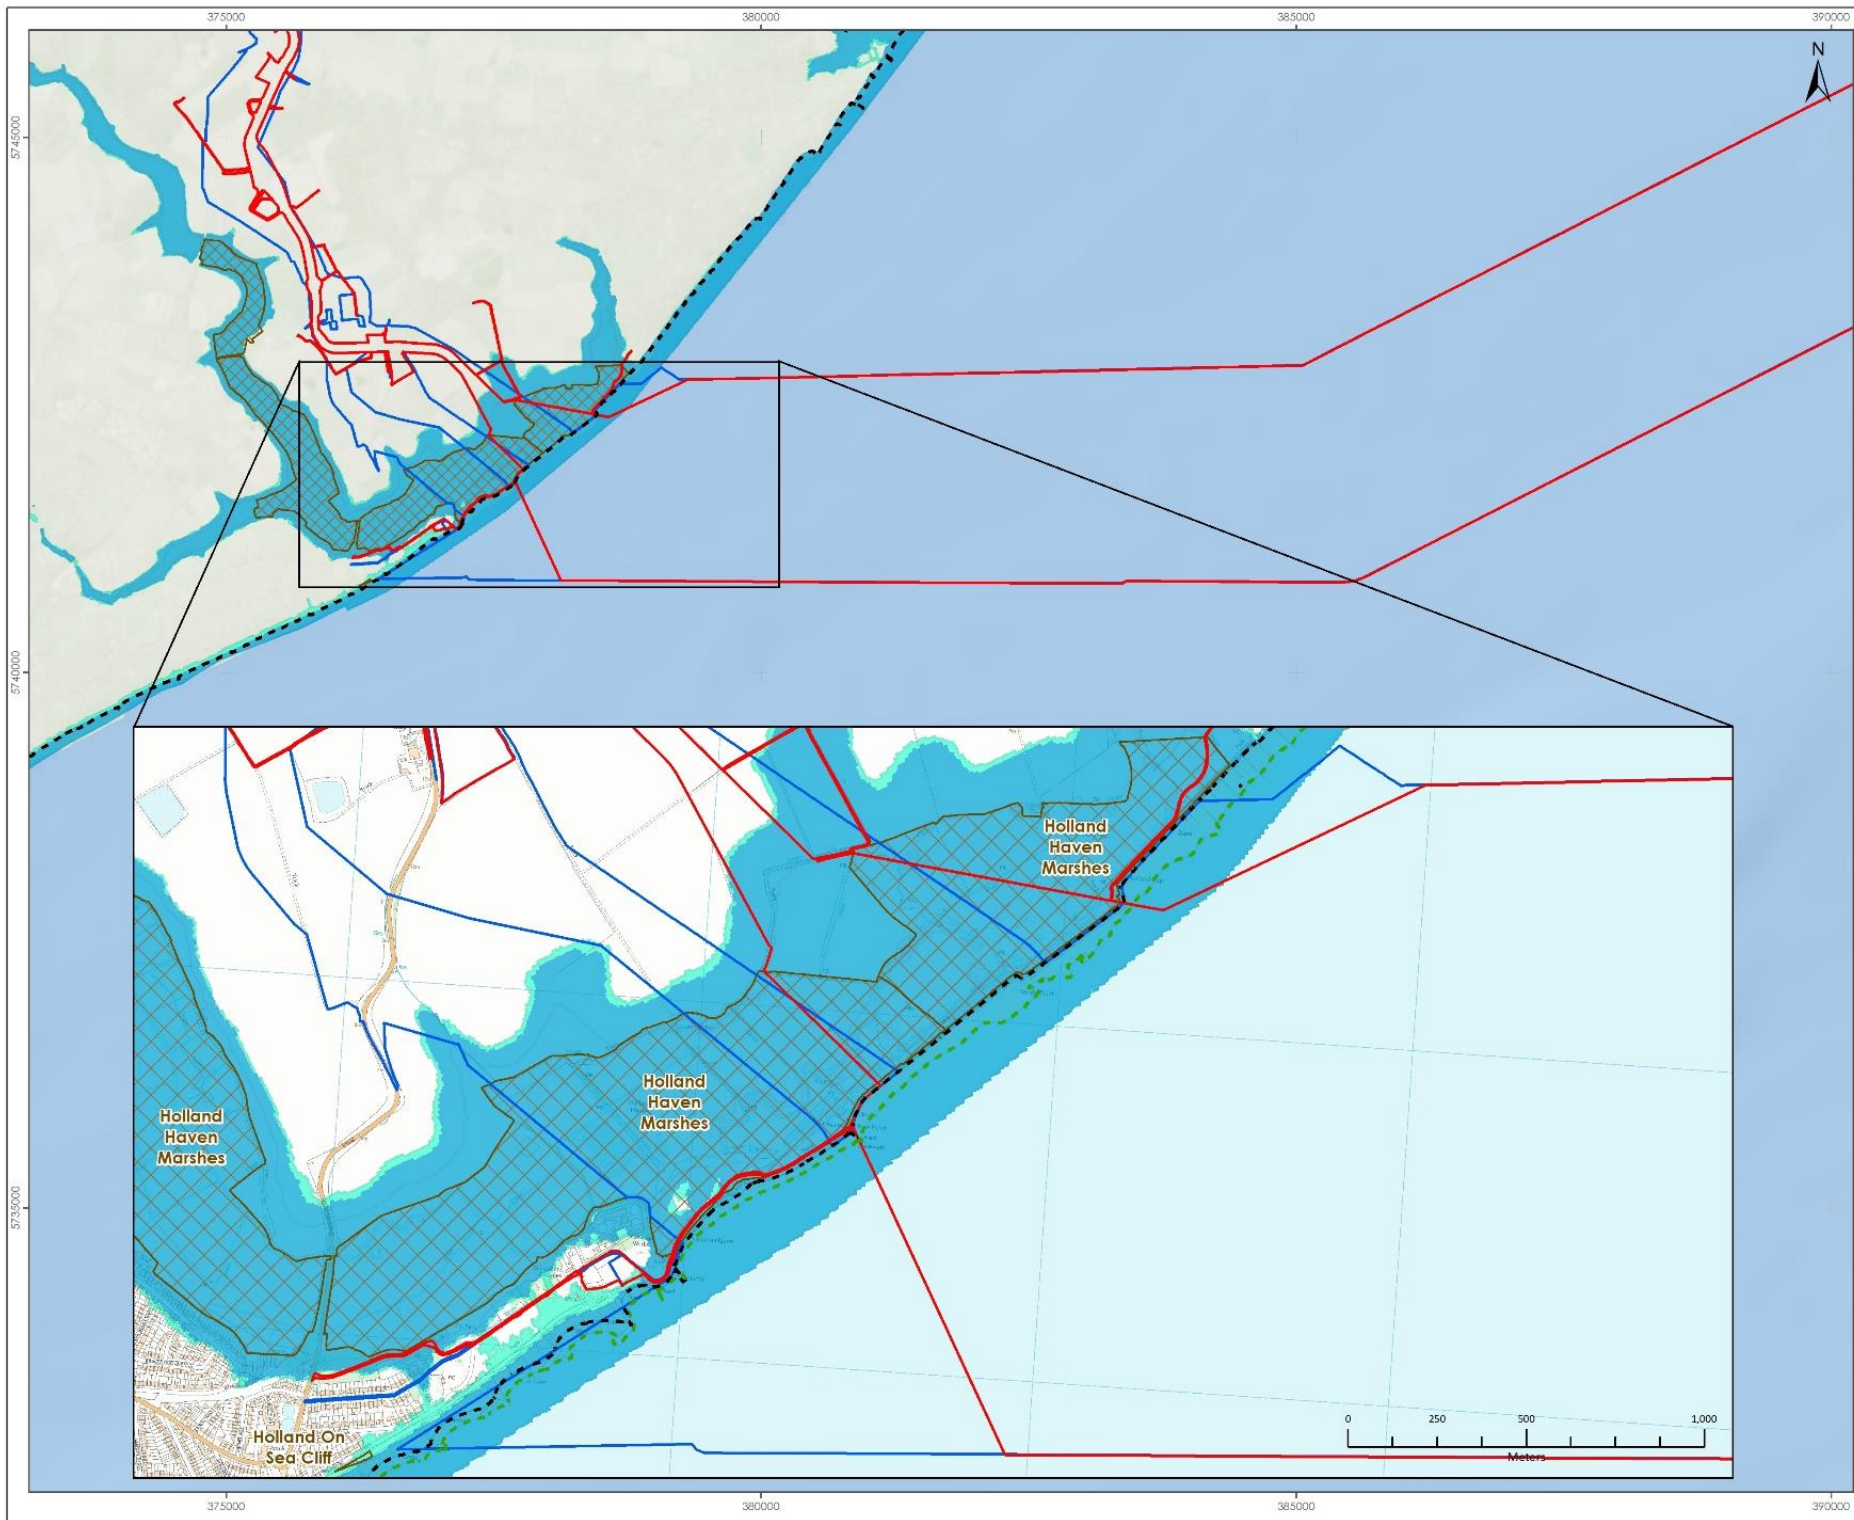 375000
380000
385000
390000
N
5745000
5740000
5735000
Holland
Haven
Marshes
Holland
Haven
Marshes
Holland
Haven
Marshes
Holland On
Sea Cliff
0
250
500
1,000
Meters
375000
380000
385000
390000